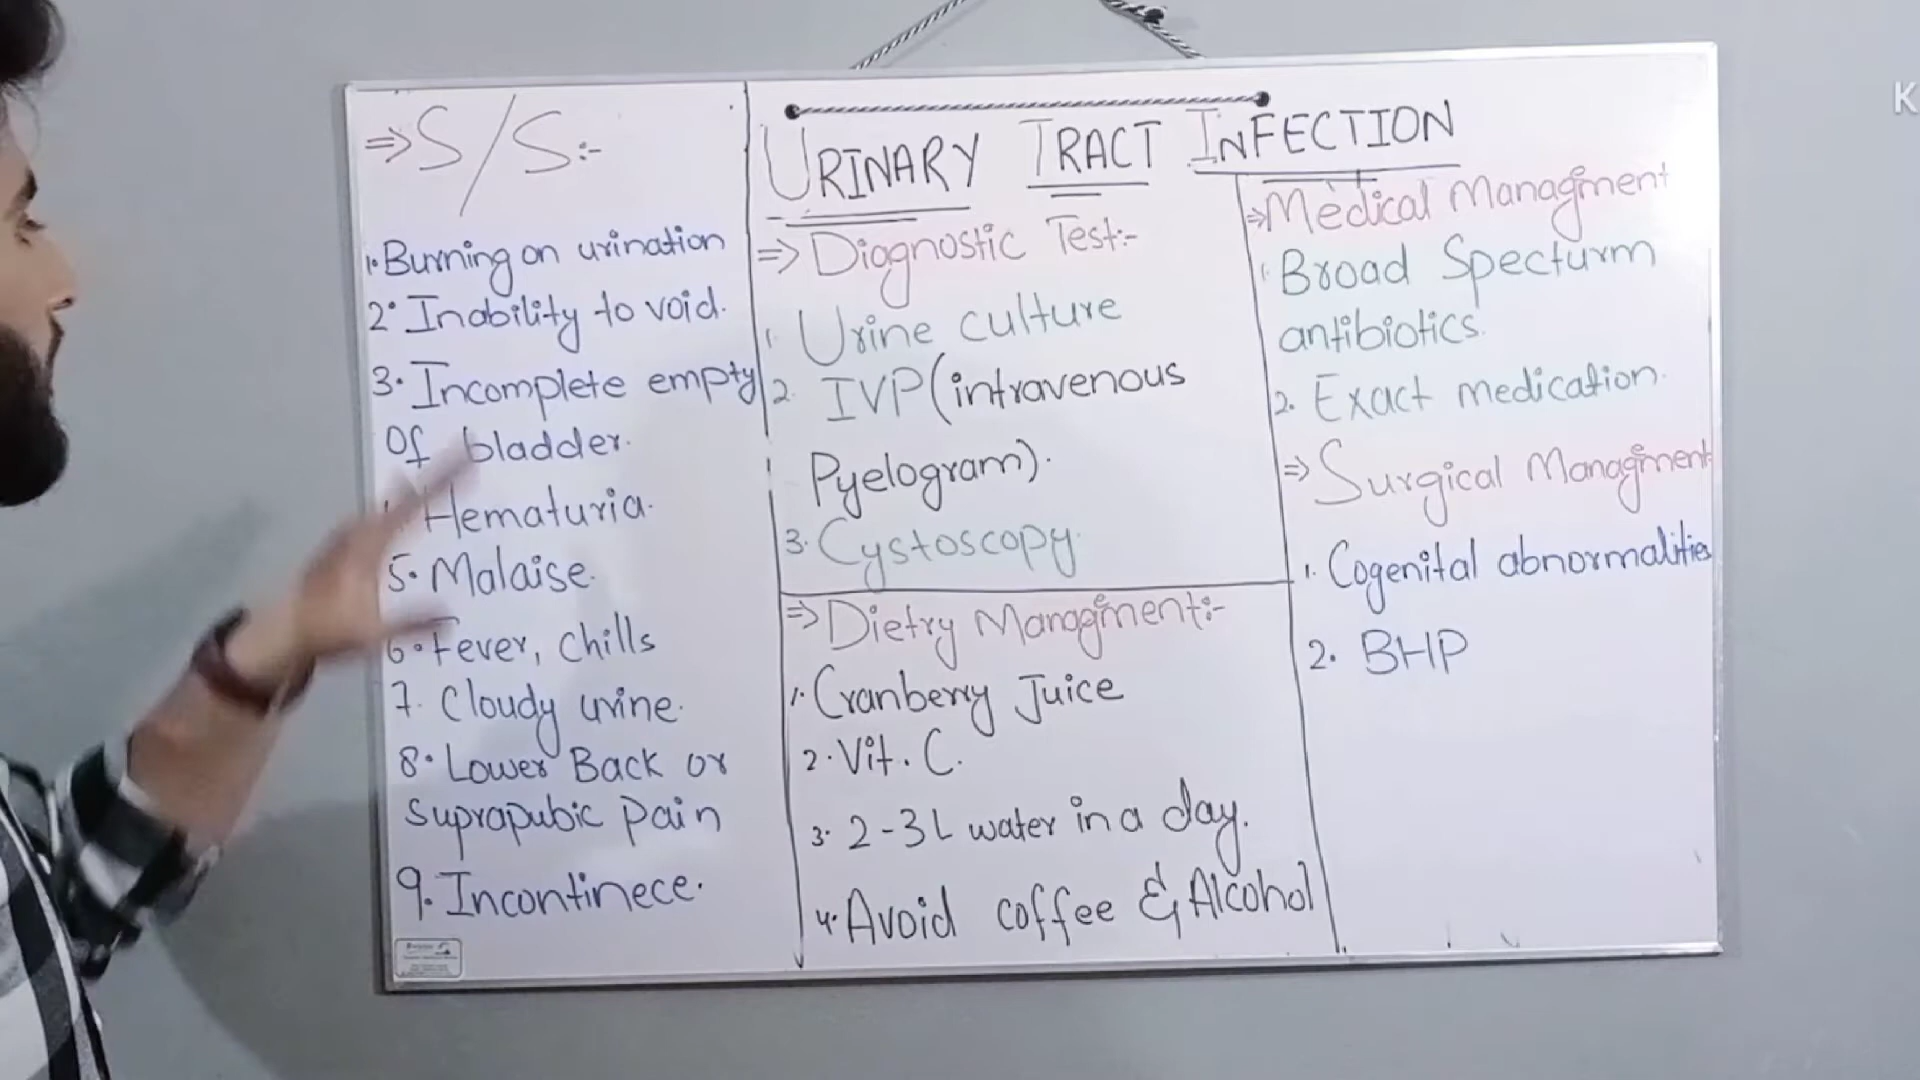 ⇒S/S:-
1. Burning on urination
2. Inability to void.
3. Incomplete empty
Of bladder.
Hematuria.
5. Malaise.
6. Fever, chills
7. Cloudy urine.
8. Lower Back or
Suprapubic Pain
9. Incontinece.
URINARY TRACT INFECTION
⇒Diagnostic Test:-
1. Urine culture
2. IVP (intravenous
Pyelogram).
3. Cystoscopy.
⇒Dietry Managment:-
1. Cranberry Juice
2. Vit. C.
3. 2-3L water in a day.
4. Avoid coffee & Alcohol
⇒Medical Managment
1. Broad Specturm
antibiotics.
2. Exact medication.
⇒Surgical Managment
1. Cogenital abnormalities
2. BHP
K